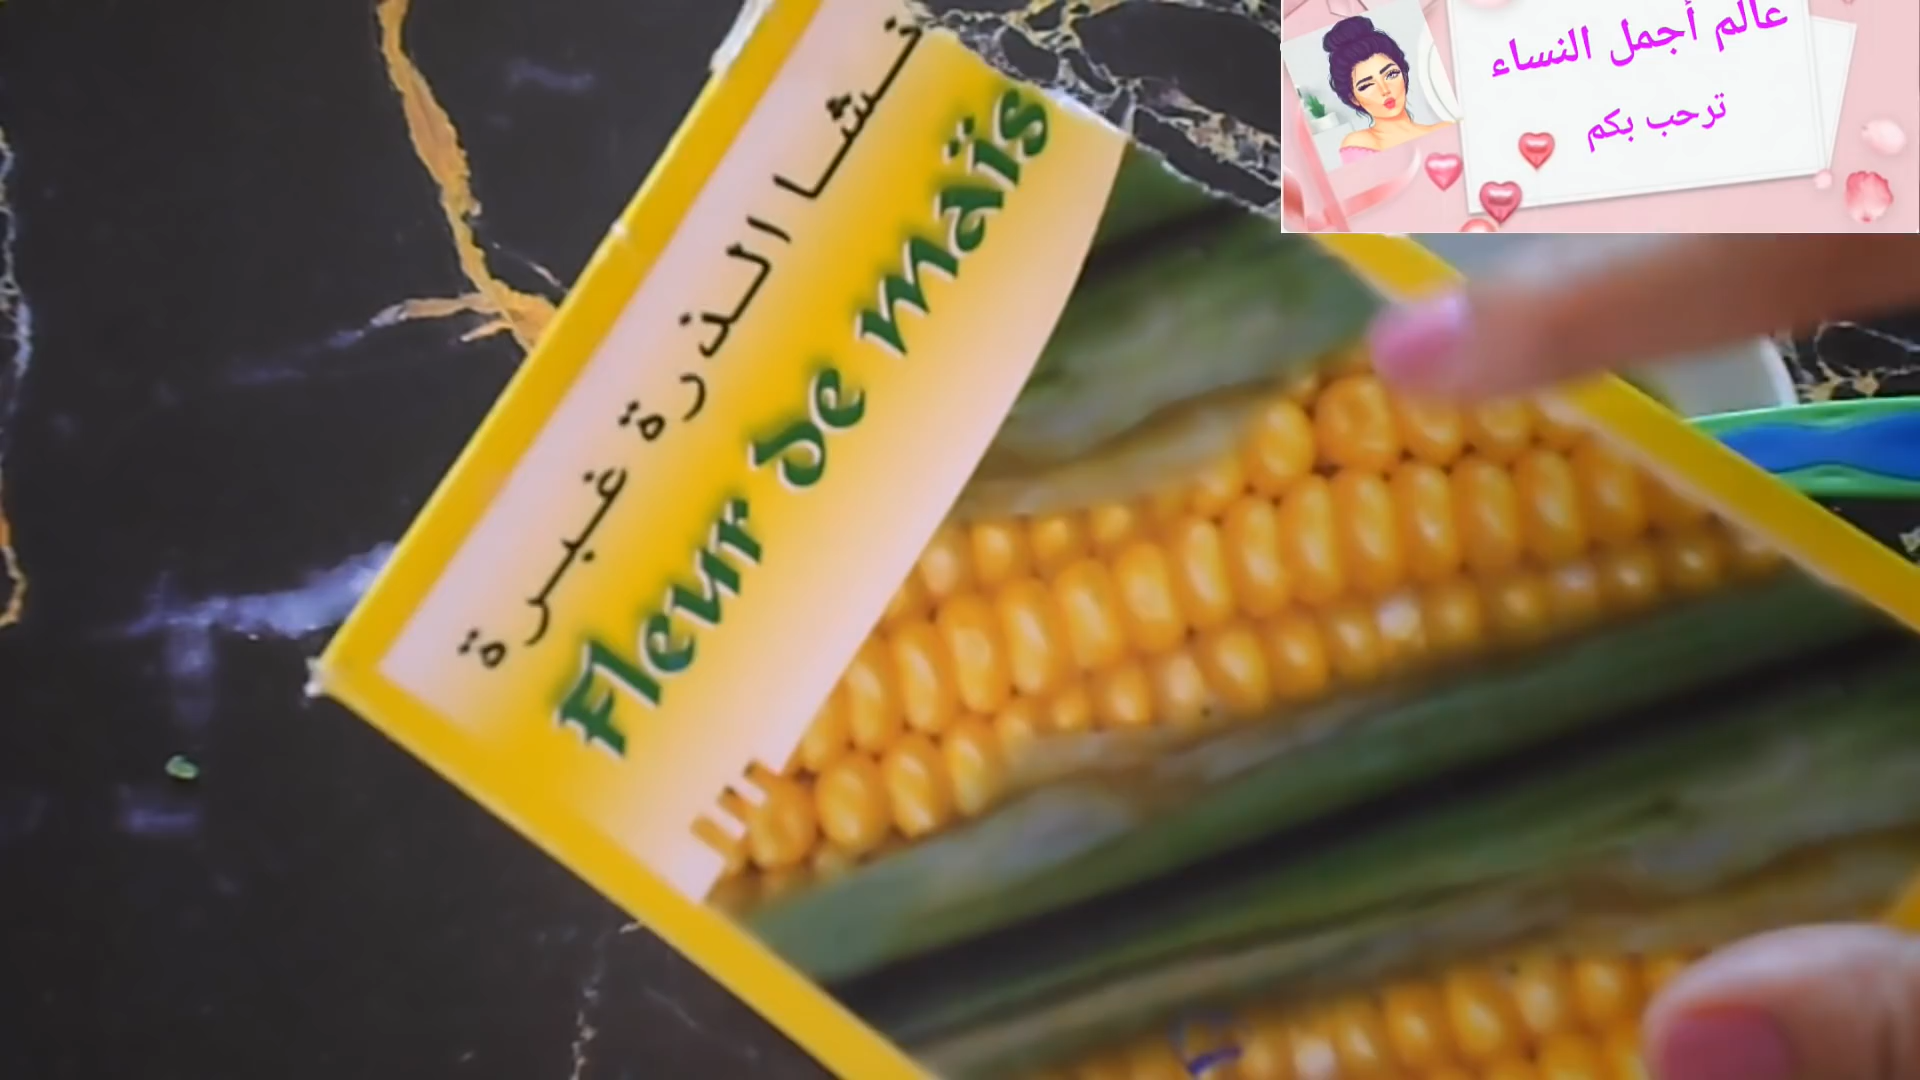 عالم أجمل النساء
ترحب بكم
نشا الذرة غبرة
Fleur de maïs